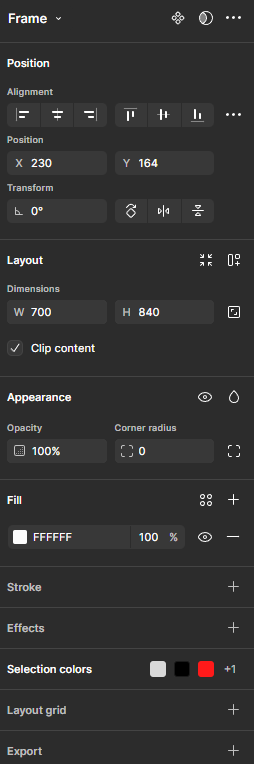 Frame
Position
Alignment
Position
X 230 Y 164
Transform
0°
Layout
Dimensions
W 700 H 840
Clip content
Appearance
Opacity Corner radius
100% 0
Fill
FFFFFF 100 %
Stroke
Effects
Selection colors +1
Layout grid
Export